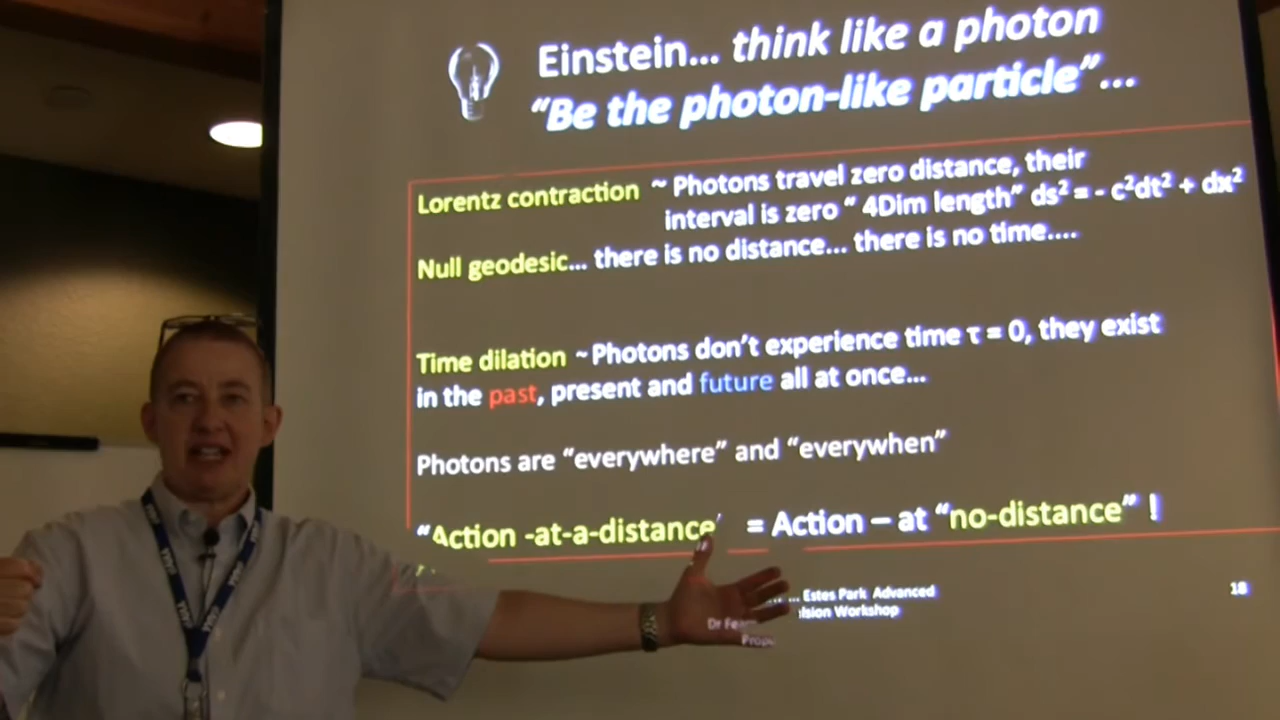 Einstein... think like a photon
“Be the photon-like particle”...
Lorentz contraction ~ Photons travel zero distance, their
interval is zero “ 4Dim length” ds² = - c²dt² + dx²
Null geodesic... there is no distance... there is no time....
Time dilation ~ Photons don’t experience time τ = 0, they exist
in the past, present and future all at once...
Photons are “everywhere” and “everywhen”
“Action -at-a-distance’ = Action – at “no-distance” !
... Estes Park Advanced
Workshop
Dr
18